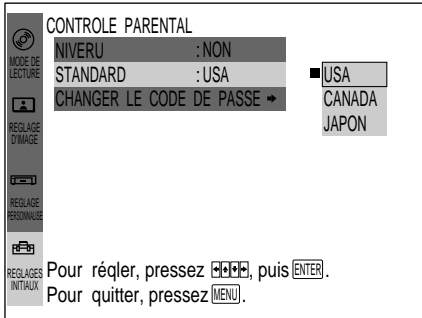 CONTROLE PARENTAL
MODE DE
LECTURE
NIVERU : NON
STANDARD : USA
CHANGER LE CODE DE PASSE
USA
CANADA
JAPON
REGLAGE
D'IMAGE
REGLAGE
PERSONNALISE
REGLAGES
INITIAUX
Pour réqler, pressez , puis ENTER.
Pour quitter, pressez MENU.